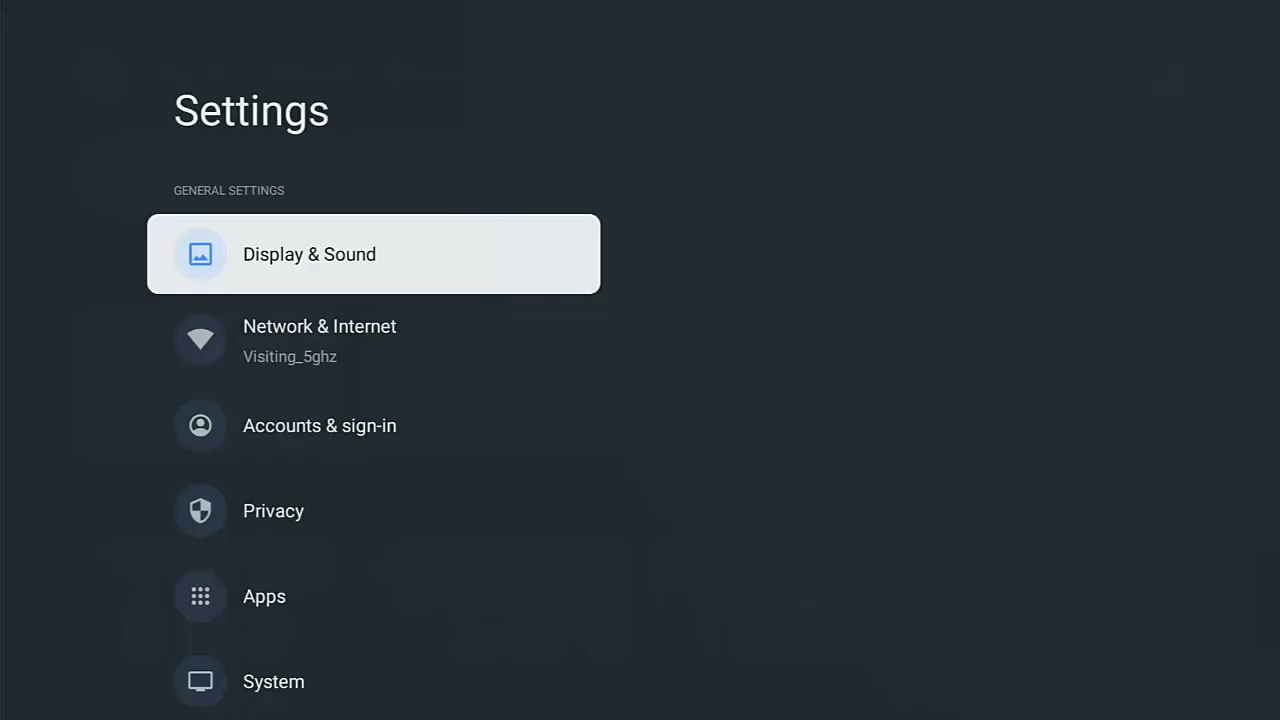 Settings
GENERAL SETTINGS
Display & Sound
Network & Internet
Visiting_5ghz
Accounts & sign-in
Privacy
Apps
System